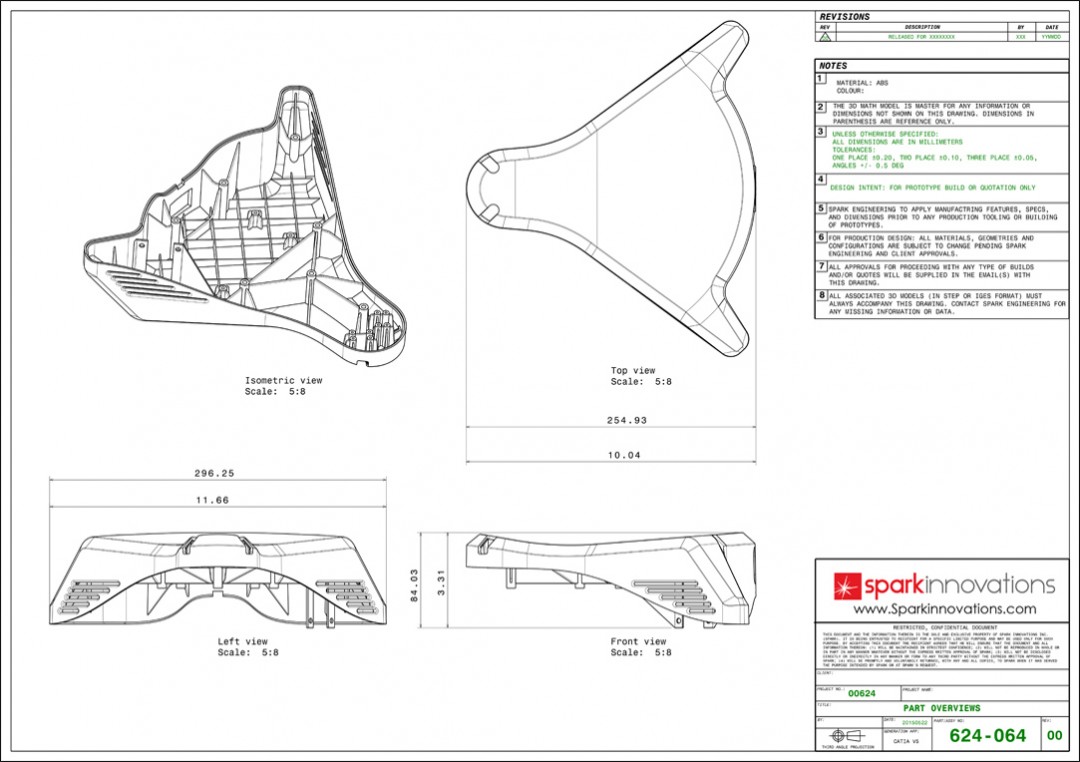 REVISIONS
REV DESCRIPTION BY DATE
RELEASED FOR XXXXXXXX XXX YYMMDD
NOTES
1 MATERIAL: ABS
COLOUR:
2 THE 3D MATH MODEL IS MASTER FOR ANY INFORMATION OR
DIMENSIONS NOT SHOWN ON THIS DRAWING. DIMENSIONS IN
PARENTHESIS ARE REFERENCE ONLY.
3 UNLESS OTHERWISE SPECIFIED:
ALL DIMENSIONS ARE IN MILLIMETERS
TOLERANCES:
ONE PLACE ±0.20, TWO PLACE ±0.10, THREE PLACE ±0.05,
ANGLES +/- 0.5 DEG
4 DESIGN INTENT: FOR PROTOTYPE BUILD OR QUOTATION ONLY
5 SPARK ENGINEERING TO APPLY MANUFACTRING FEATURES, SPECS,
AND DIMENSIONS PRIOR TO ANY PRODUCTION TOOLING OR BUILDING
OF PROTOTYPES.
6 FOR PRODUCTION DESIGN: ALL MATERIALS, GEOMETRIES AND
CONFIGURATIONS ARE SUBJECT TO CHANGE PENDING SPARK
ENGINEERING AND CLIENT APPROVALS.
7 ALL APPROVALS FOR PROCEEDING WITH ANY TYPE OF BUILDS
AND/OR QUOTES WILL BE SUPPLIED IN THE EMAIL(S) WITH
THIS DRAWING.
8 ALL ASSOCIATED 3D MODELS (IN STEP OR IGES FORMAT) MUST
ALWAYS ACCOMPANY THIS DRAWING. CONTACT SPARK ENGINEERING FOR
ANY MISSING INFORMATION OR DATA.
Isometric view
Scale: 5:8
Top view
Scale: 5:8
254.93
10.04
296.25
11.66
84.03
3.31
Left view
Scale: 5:8
Front view
Scale: 5:8
sparkinnovations
www.Sparkinnovations.com
RESTRICTED, CONFIDENTIAL DOCUMENT
CLIENT:
PROJECT NO.: 00624 PROJECT NAME:
TITLE: PART OVERVIEWS
BY: DATE: PART/ASSY NO: REV:
GENERATION APP:
CATIA V5
624-064 00
THIRD ANGLE PROJECTION